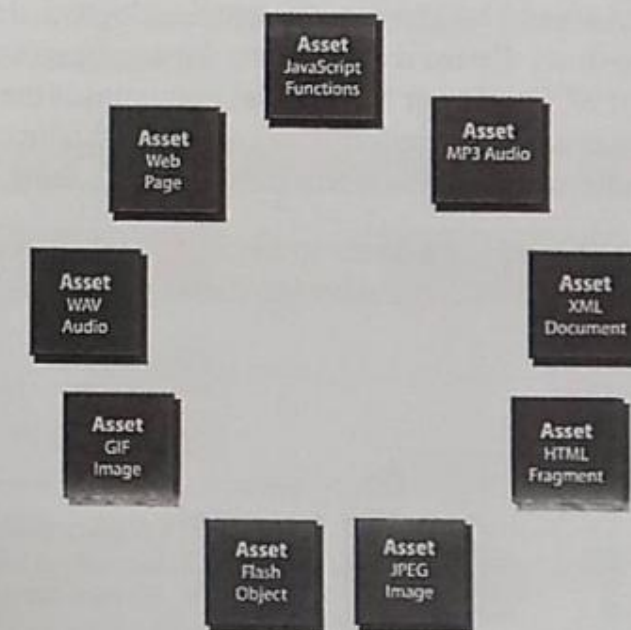 Asset
JavaScript
Functions
Asset
MP3 Audio
Asset
Web
Page
Asset
WAV
Audio
Asset
XML
Document
Asset
GIF
Image
Asset
HTML
Fragment
Asset
Flash
Object
Asset
JPEG
Image